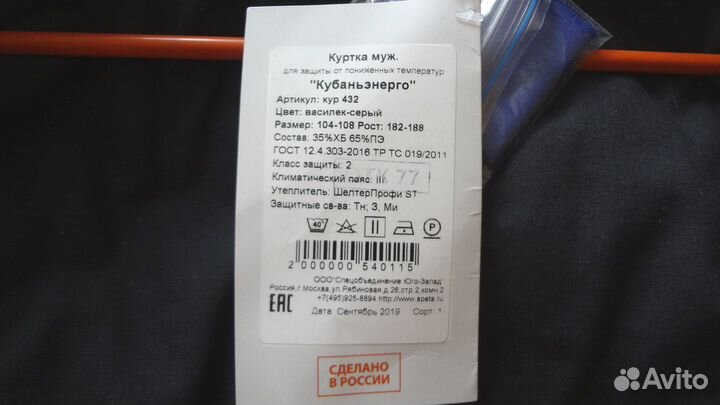 Куртка муж.
для защиты от пониженных температур
"Кубаньэнерго"
Артикул: кур 432
Цвет: василек-серый
Размер: 104-108 Рост: 182-188
Состав: 35%ХБ 65%ПЭ
ГОСТ 12.4.303-2016 ТР ТС 019/2011
Класс защиты: 2
Климатический пояс: III
Утеплитель: ШелтерПрофи ST
Защитные св-ва: Тн; З, Ми
40° P
2 000000 540115
ООО"Спецобъединение Юго-Запад"
Россия,г.Москва,ул.Рябиновая,д.26,стр.2,комн.2
+7(495)925-8894 http://www.spets.ru
EAC
Дата Сентябрь 2019 Сорт 1
СДЕЛАНО
В РОССИИ
Avito